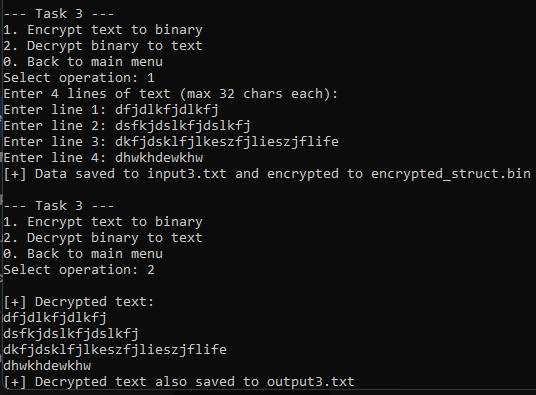 --- Task 3 ---
1. Encrypt text to binary
2. Decrypt binary to text
0. Back to main menu
Select operation: 1
Enter 4 lines of text (max 32 chars each):
Enter line 1: dfjdlkfjdlkfj
Enter line 2: dsfkjdslkfjdslkfj
Enter line 3: dkfjdsklfjlkeszfjlieszjflife
Enter line 4: dhwkhdewkhw
[+] Data saved to input3.txt and encrypted to encrypted_struct.bin
--- Task 3 ---
1. Encrypt text to binary
2. Decrypt binary to text
0. Back to main menu
Select operation: 2
[+] Decrypted text:
dfjdlkfjdlkfj
dsfkjdslkfjdslkfj
dkfjdsklfjlkeszfjlieszjflife
dhwkhdewkhw
[+] Decrypted text also saved to output3.txt